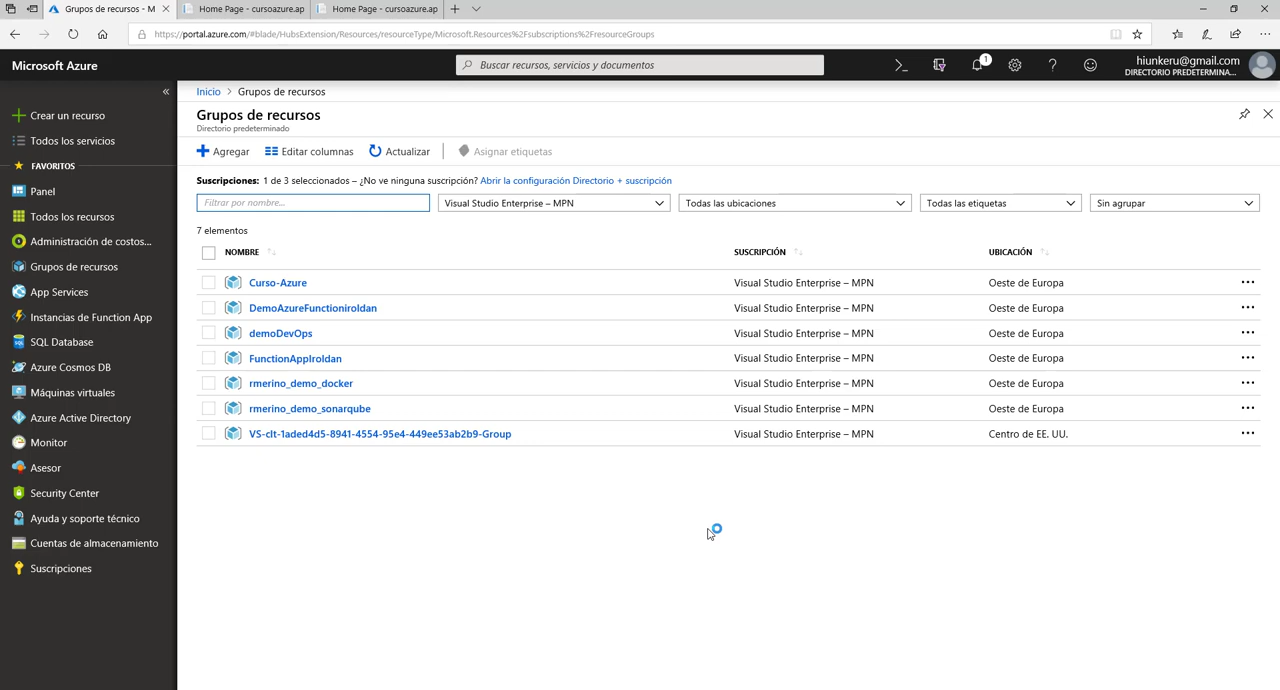 Grupos de recursos - M
Home Page - cursoazure.ap
Home Page - cursoazure.ap
https://portal.azure.com/#blade/HubsExtension/Resources/resourceType/Microsoft.Resources%2Fsubscriptions%2FresourceGroups
Microsoft Azure
Buscar recursos, servicios y documentos
1
hiunkeru@gmail.com
DIRECTORIO PREDETERMINA...
Crear un recurso
Todos los servicios
FAVORITOS
Panel
Todos los recursos
Administración de costos...
Grupos de recursos
App Services
Instancias de Function App
SQL Database
Azure Cosmos DB
Máquinas virtuales
Azure Active Directory
Monitor
Asesor
Security Center
Ayuda y soporte técnico
Cuentas de almacenamiento
Suscripciones
Inicio > Grupos de recursos
Grupos de recursos
Directorio predeterminado
Agregar Editar columnas Actualizar Asignar etiquetas
Suscripciones: 1 de 3 seleccionados – ¿No ve ninguna suscripción? Abrir la configuración Directorio + suscripción
Filtrar por nombre... Visual Studio Enterprise – MPN Todas las ubicaciones Todas las etiquetas Sin agrupar
7 elementos
NOMBRE SUSCRIPCIÓN UBICACIÓN
Curso-Azure Visual Studio Enterprise – MPN Oeste de Europa
DemoAzureFunctioniroldan Visual Studio Enterprise – MPN Oeste de Europa
demoDevOps Visual Studio Enterprise – MPN Oeste de Europa
FunctionAppIroldan Visual Studio Enterprise – MPN Oeste de Europa
rmerino_demo_docker Visual Studio Enterprise – MPN Oeste de Europa
rmerino_demo_sonarqube Visual Studio Enterprise – MPN Oeste de Europa
VS-clt-1aded4d5-8941-4554-95e4-449ee53ab2b9-Group Visual Studio Enterprise – MPN Centro de EE. UU.